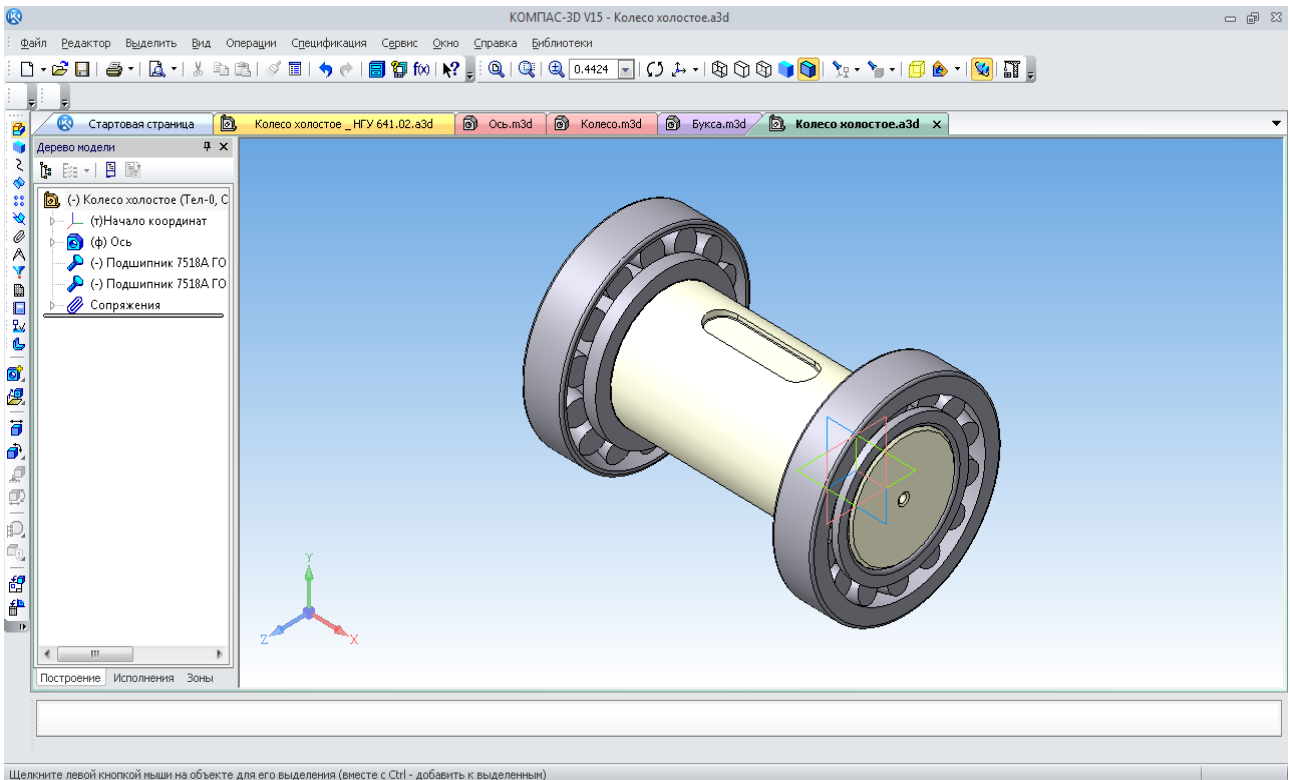 КОМПАС-3D V15 - Колесо холостое.a3d
Файл Редактор Выделить Вид Операции Спецификация Сервис Окно Справка Библиотеки
f(x) 0.4424
Стартовая страница Колесо холостое _ НГУ 641.02.a3d Ось.m3d Колесо.m3d Букса.m3d Колесо холостое.a3d
Дерево модели
(-) Колесо холостое (Тел-0, С
(т)Начало координат
(ф) Ось
(-) Подшипник 7518А ГО
(-) Подшипник 7518А ГО
Сопряжения
Y
Z X
Построение Исполнения Зоны
Щелкните левой кнопкой мыши на объекте для его выделения (вместе с Ctrl - добавить к выделенным)